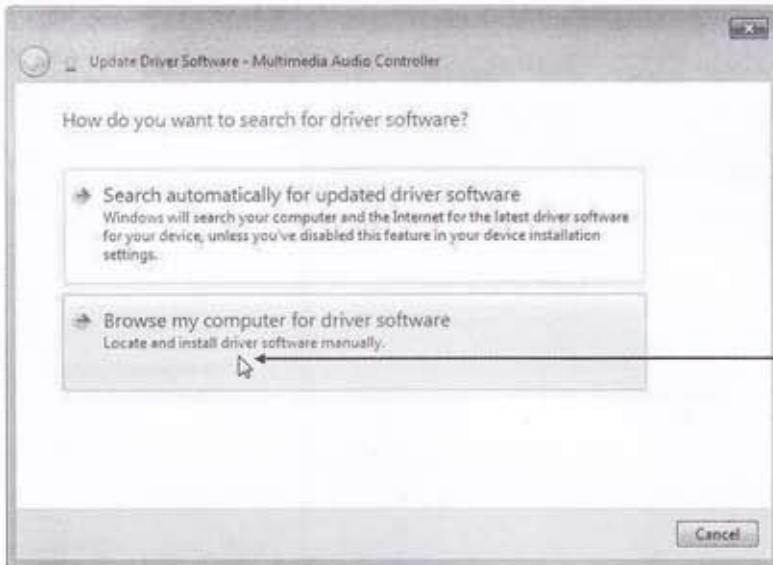 Update Driver Software - Multimedia Audio Controller
How do you want to search for driver software?
Search automatically for updated driver software
Windows will search your computer and the Internet for the latest driver software
for your device, unless you've disabled this feature in your device installation
settings.
Browse my computer for driver software
Locate and install driver software manually.
Cancel